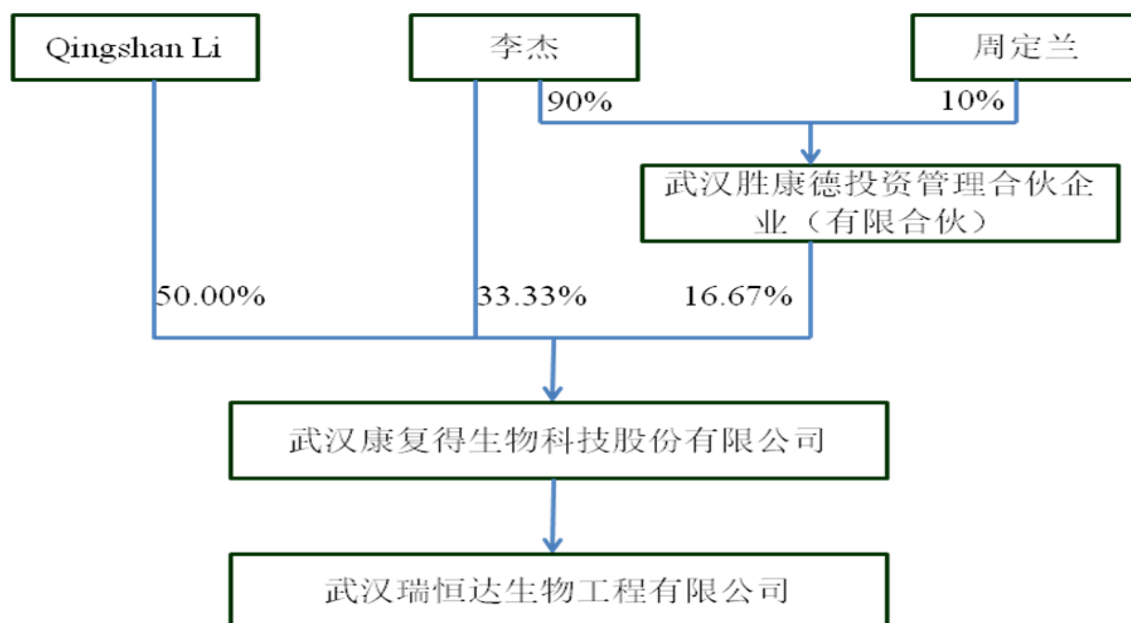 Qingshan Li
李杰
周定兰
90%
10%
武汉胜康德投资管理合伙企
业（有限合伙）
50.00%
33.33%
16.67%
武汉康复得生物科技股份有限公司
武汉瑞恒达生物工程有限公司